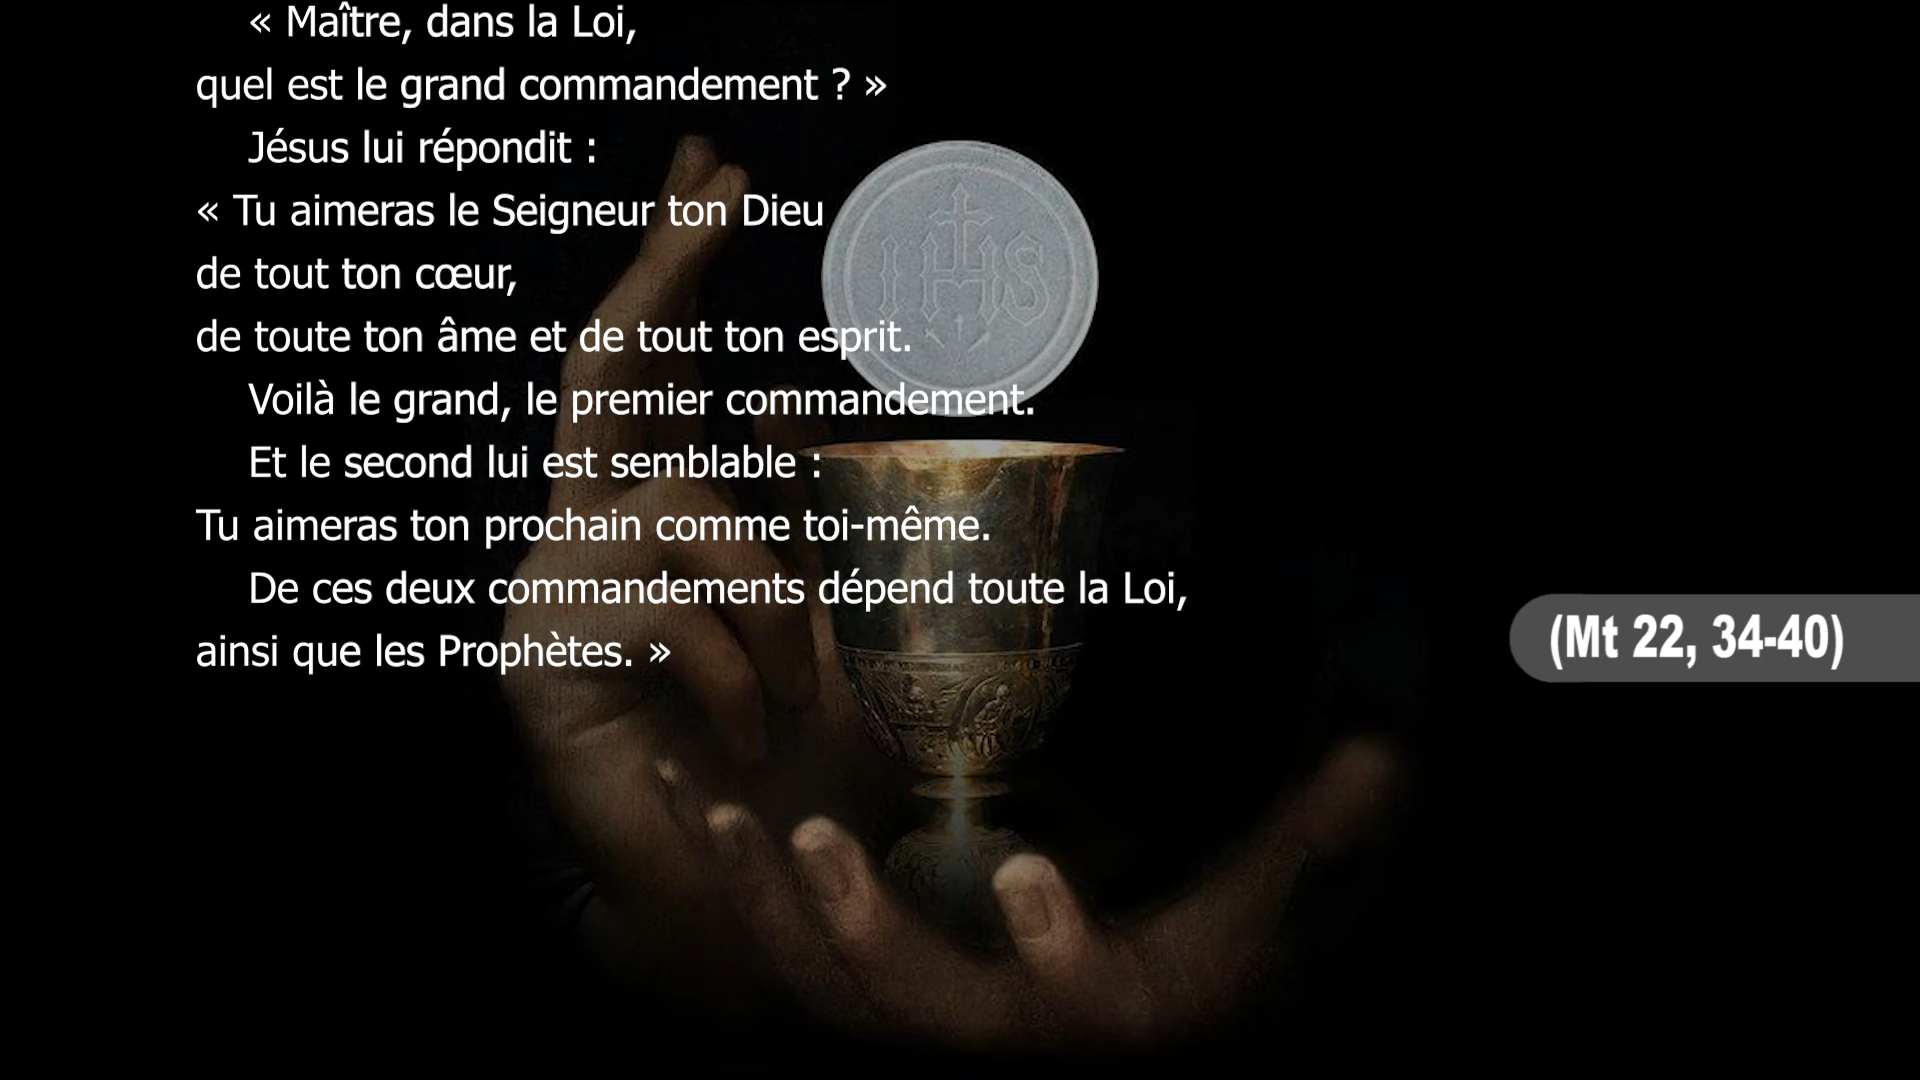 « Maître, dans la Loi,
quel est le grand commandement ? »
Jésus lui répondit :
« Tu aimeras le Seigneur ton Dieu
de tout ton cœur,
de toute ton âme et de tout ton esprit.
Voilà le grand, le premier commandement.
Et le second lui est semblable :
Tu aimeras ton prochain comme toi-même.
De ces deux commandements dépend toute la Loi,
ainsi que les Prophètes. »
(Mt 22, 34-40)
IHS